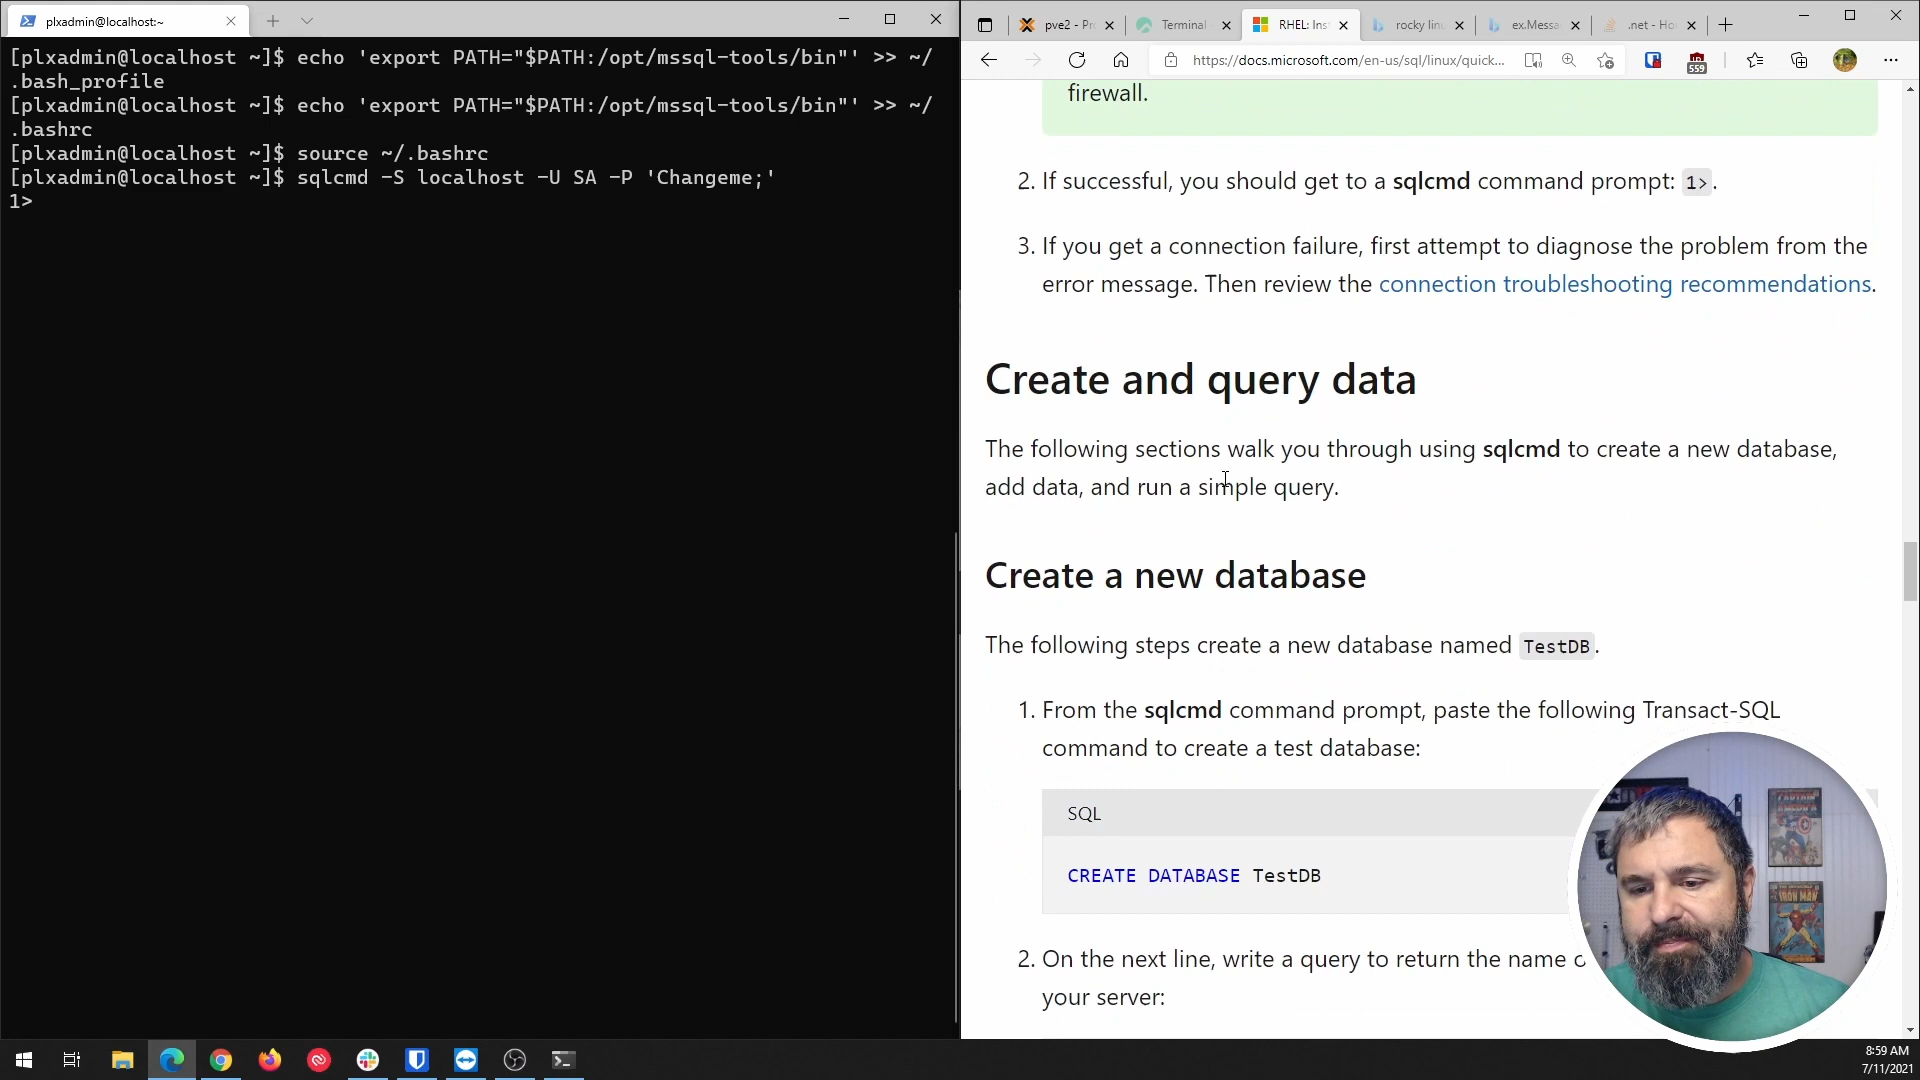 plxadmin@localhost:~
[plxadmin@localhost ~]$ echo 'export PATH="$PATH:/opt/mssql-tools/bin"' >> ~/
.bash_profile
[plxadmin@localhost ~]$ echo 'export PATH="$PATH:/opt/mssql-tools/bin"' >> ~/
.bashrc
[plxadmin@localhost ~]$ source ~/.bashrc
[plxadmin@localhost ~]$ sqlcmd -S localhost -U SA -P 'Changeme;'
1>
pve2 - Pr
Terminal
RHEL: Ins
rocky lin
ex.Messa
.net - Ho
https://docs.microsoft.com/en-us/sql/linux/quick...
559
firewall.
2. If successful, you should get to a sqlcmd command prompt: 1>.
3. If you get a connection failure, first attempt to diagnose the problem from the
error message. Then review the connection troubleshooting recommendations.
Create and query data
The following sections walk you through using sqlcmd to create a new database,
add data, and run a simple query.
Create a new database
The following steps create a new database named TestDB.
1. From the sqlcmd command prompt, paste the following Transact-SQL
command to create a test database:
SQL
CREATE DATABASE TestDB
2. On the next line, write a query to return the name
your server:
CAPTAIN AMERICA
IRON MAN
8:59 AM
7/11/2021